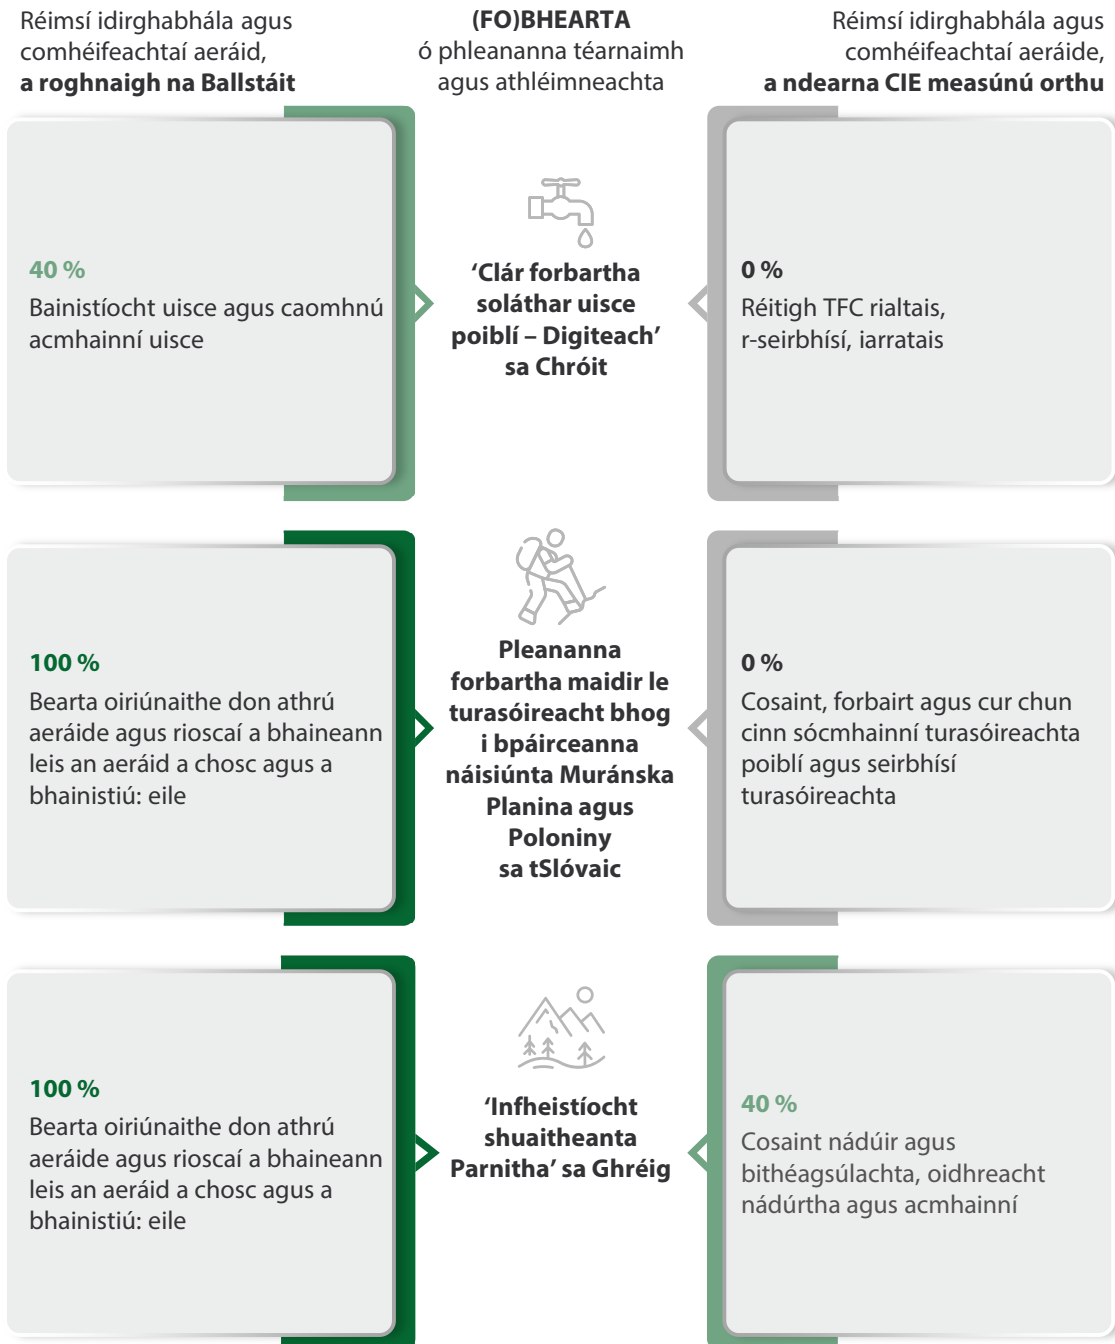 Réimsí idirghabhála agus
comhéifeachtaí aeráid,
a roghnaigh na Ballstáit
(FO)BHEARTA
ó phleananna téarnaimh
agus athléimneachta
Réimsí idirghabhála agus
comhéifeachtaí aeráide,
a ndearna CIE measúnú orthu
40 %
Bainistíocht uisce agus caomhnú
acmhainní uisce
‘Clár forbartha
soláthar uisce
poiblí – Digiteach’
sa Chróit
0 %
Réitigh TFC rialtais,
r-seirbhísí, iarratais
100 %
Bearta oiriúnaithe don athrú
aeráide agus rioscaí a bhaineann
leis an aeráid a chosc agus a
bhainistiú: eile
Pleananna
forbartha maidir le
turasóireacht bhog
i bpáirceanna
náisiúnta Muránska
Planina agus
Poloniny
sa tSlóvaic
0 %
Cosaint, forbairt agus cur chun
cinn sócmhainní turasóireachta
poiblí agus seirbhísí
turasóireachta
100 %
Bearta oiriúnaithe don athrú
aeráide agus rioscaí a bhaineann
leis an aeráid a chosc agus a
bhainistiú: eile
‘Infheistíocht
shuaitheanta
Parnitha’ sa Ghréig
40 %
Cosaint nádúir agus
bithéagsúlachta, oidhreacht
nádúrtha agus acmhainní